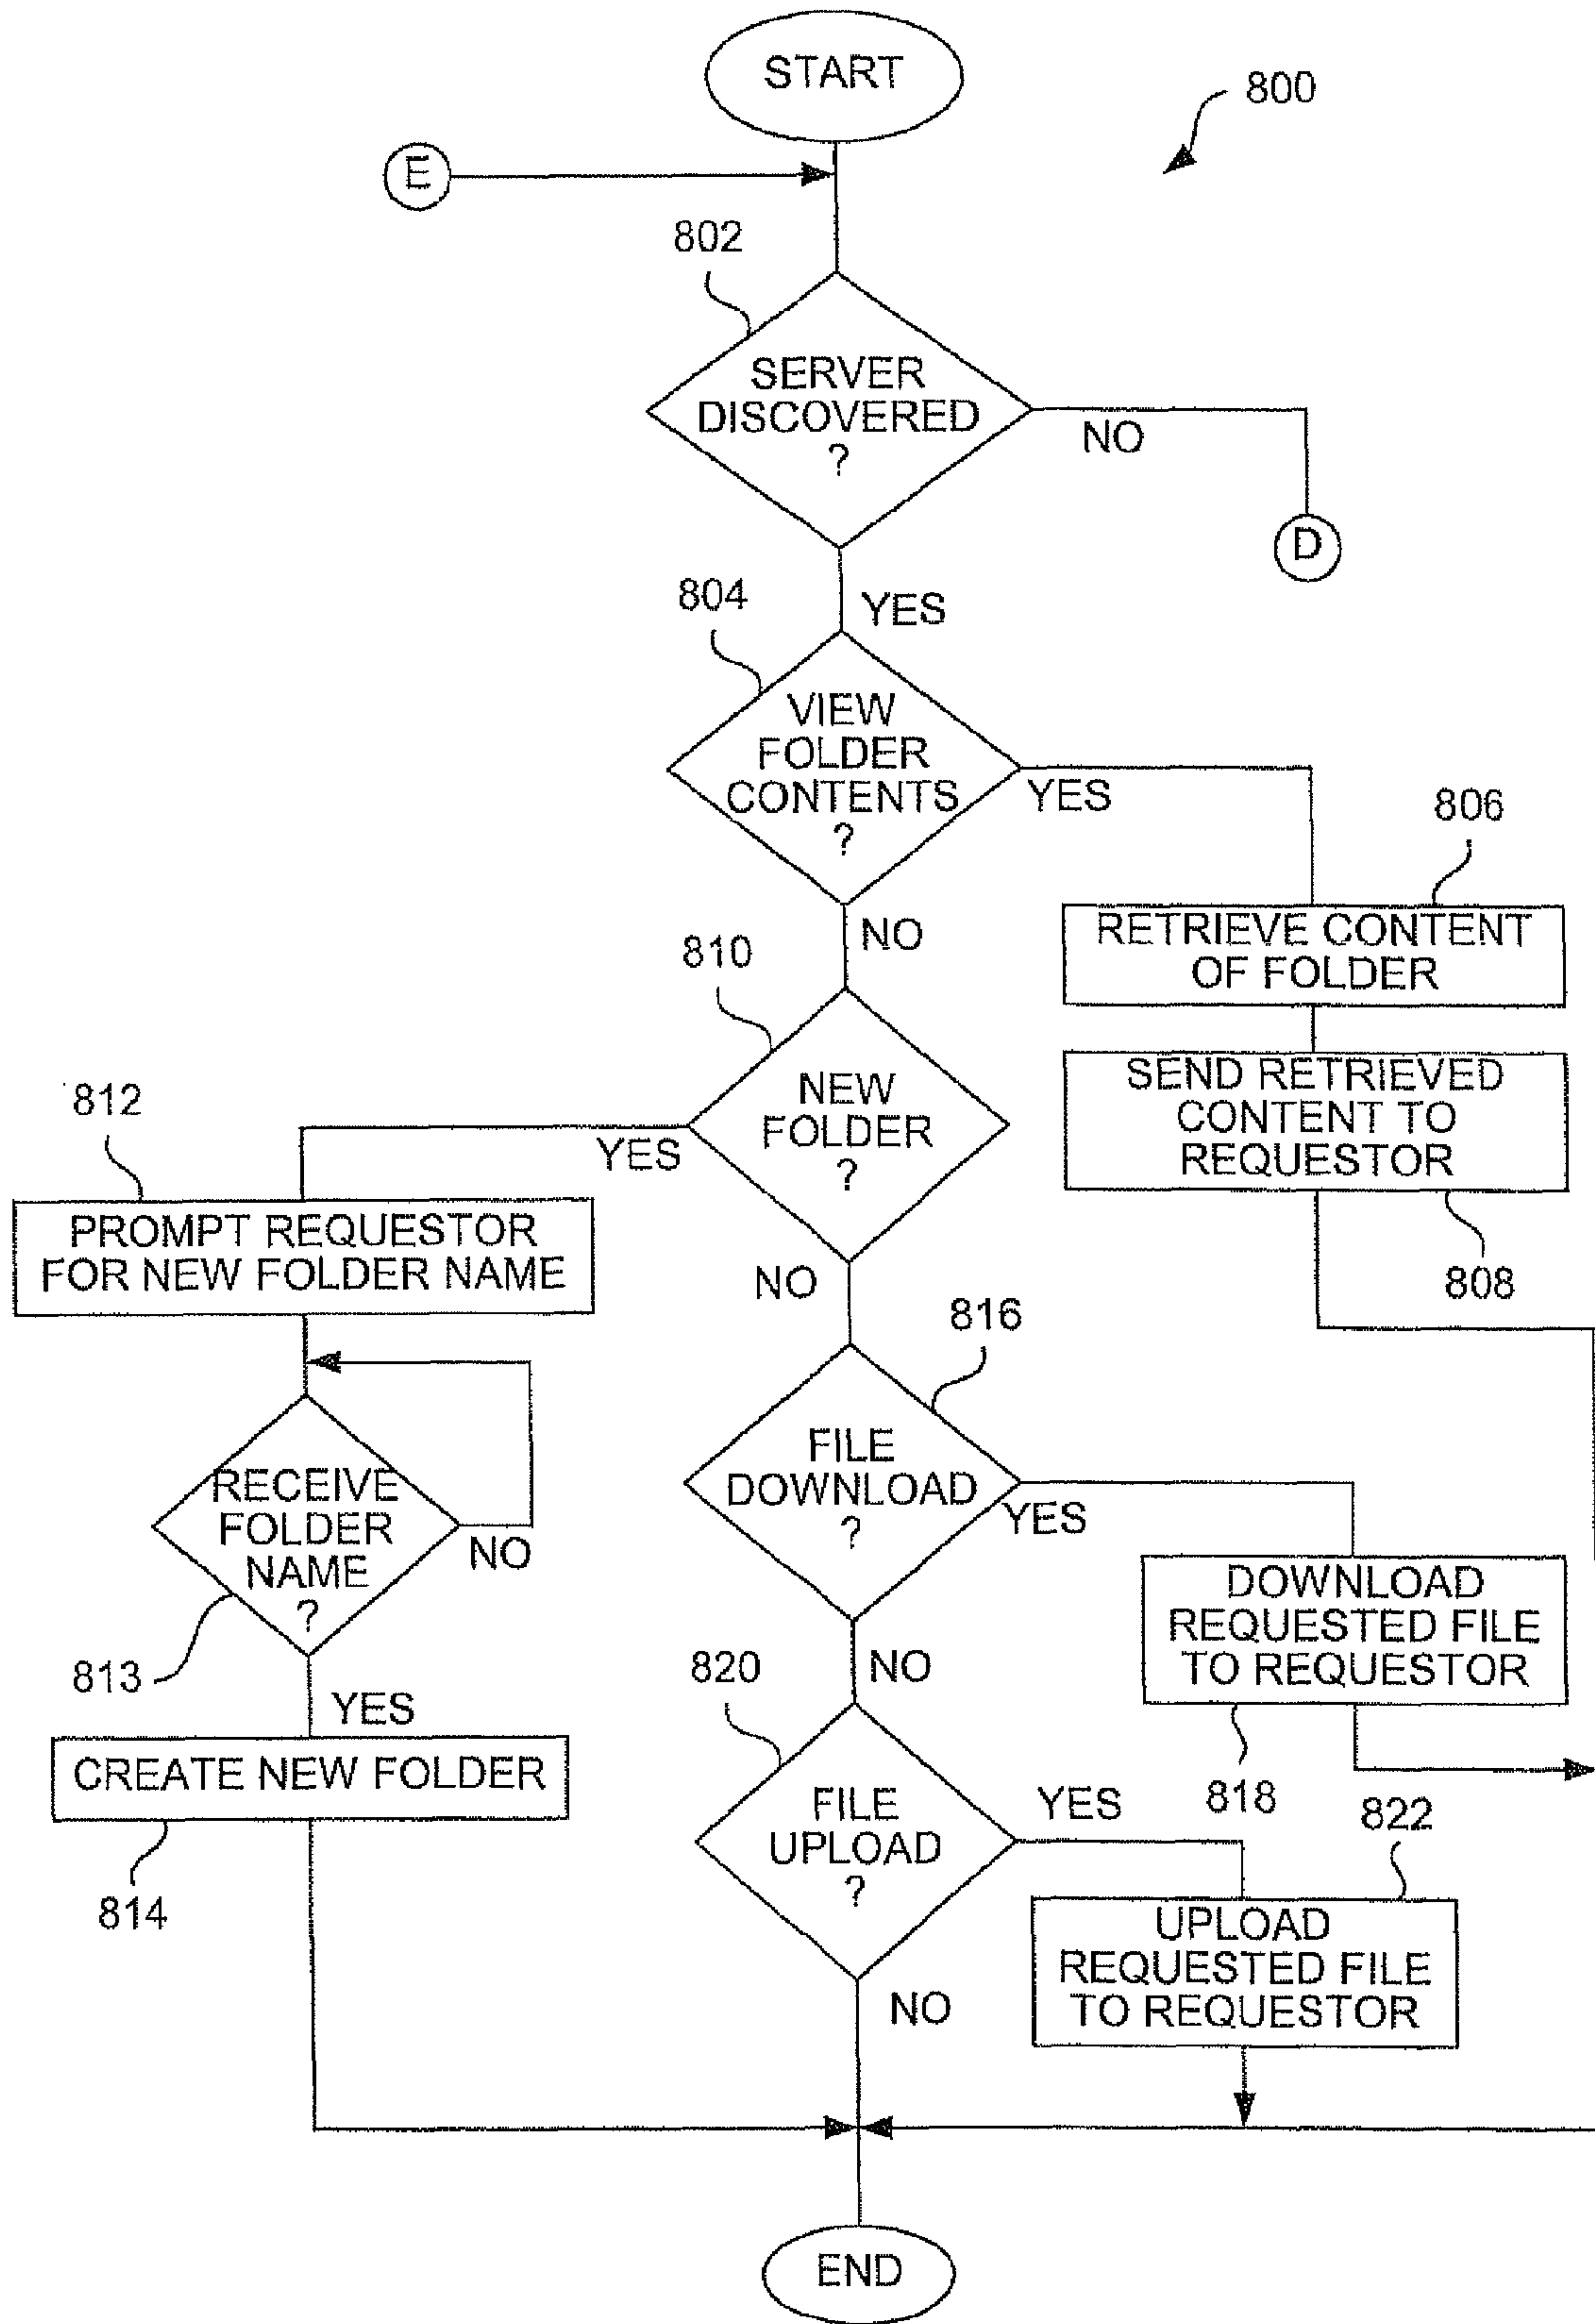 START
800
E
802
SERVER
DISCOVERED
?
NO
D
YES
804
VIEW
FOLDER
CONTENTS
?
YES
806
RETRIEVE CONTENT
OF FOLDER
NO
810
SEND RETRIEVED
CONTENT TO
REQUESTOR
808
NEW
FOLDER
?
YES
812
PROMPT REQUESTOR
FOR NEW FOLDER NAME
NO
816
RECEIVE
FOLDER
NAME
?
NO
813
YES
CREATE NEW FOLDER
814
FILE
DOWNLOAD
?
YES
DOWNLOAD
REQUESTED FILE
TO REQUESTOR
818
NO
820
FILE
UPLOAD
?
YES
822
UPLOAD
REQUESTED FILE
TO REQUESTOR
NO
END